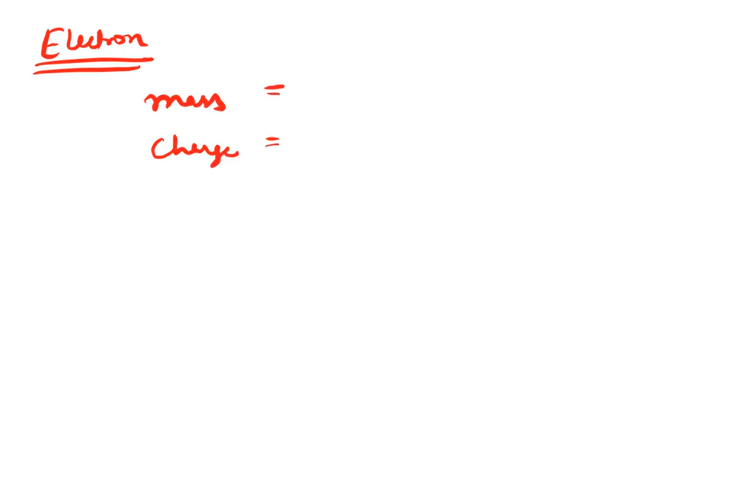 Electron
mass =
charge =